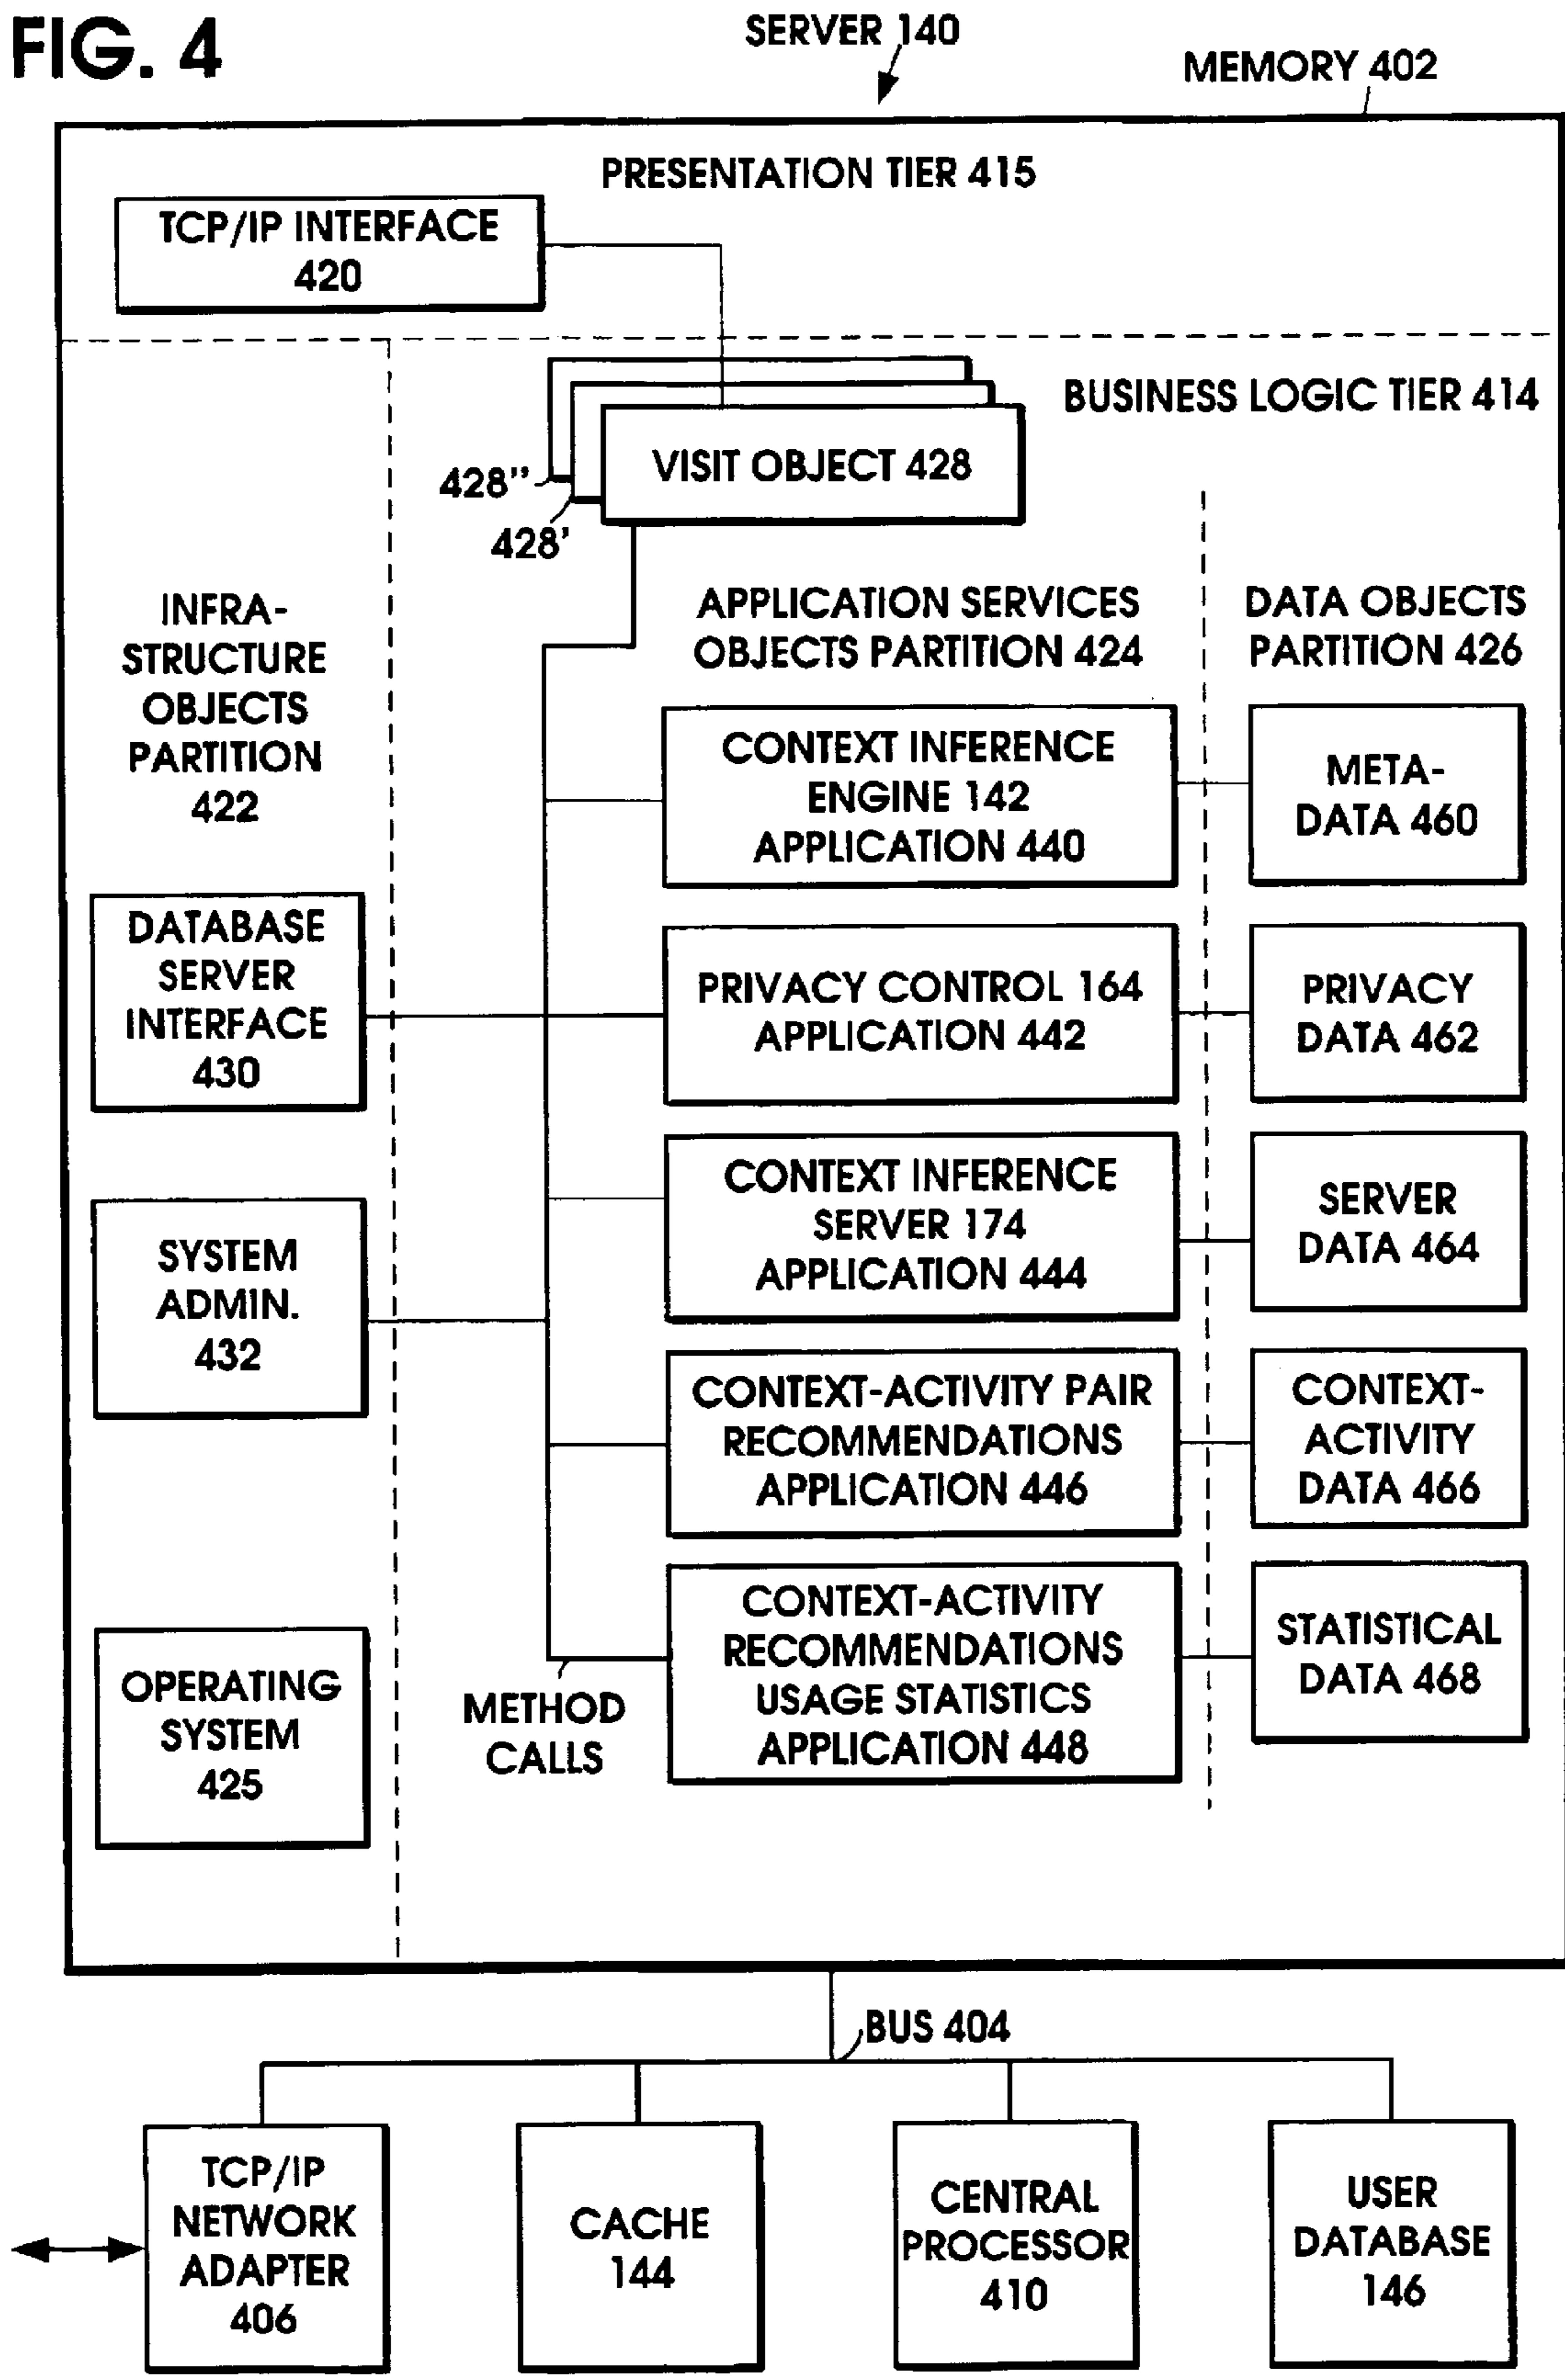 FIG. 4
SERVER 140
MEMORY 402
PRESENTATION TIER 415
TCP/IP INTERFACE
420
BUSINESS LOGIC TIER 414
VISIT OBJECT 428
428"
428'
INFRA-
STRUCTURE
OBJECTS
PARTITION
422
APPLICATION SERVICES
OBJECTS PARTITION 424
DATA OBJECTS
PARTITION 426
CONTEXT INFERENCE
ENGINE 142
APPLICATION 440
META-
DATA 460
DATABASE
SERVER
INTERFACE
430
PRIVACY CONTROL 164
APPLICATION 442
PRIVACY
DATA 462
CONTEXT INFERENCE
SERVER 174
APPLICATION 444
SERVER
DATA 464
SYSTEM
ADMIN.
432
CONTEXT-ACTIVITY PAIR
RECOMMENDATIONS
APPLICATION 446
CONTEXT-
ACTIVITY
DATA 466
OPERATING
SYSTEM
425
METHOD
CALLS
CONTEXT-ACTIVITY
RECOMMENDATIONS
USAGE STATISTICS
APPLICATION 448
STATISTICAL
DATA 468
BUS 404
TCP/IP
NETWORK
ADAPTER
406
CACHE
144
CENTRAL
PROCESSOR
410
USER
DATABASE
146